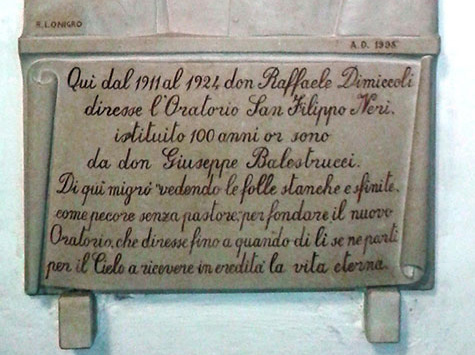 R. LONIGRO
A.D. 1995
Qui dal 1911 al 1924 don Raffaele Dimiccoli
diresse l'Oratorio San Filippo Neri.
istituito 100 anni or sono
da don Giuseppe Balestrucci.
Di qui migrò "vedendo le folle stanche e sfinite.
come pecore senza pastore," per fondare il nuovo
Oratorio, che diresse fino a quando di lì se ne partì
per il Cielo a ricevere in eredità la vita eterna.